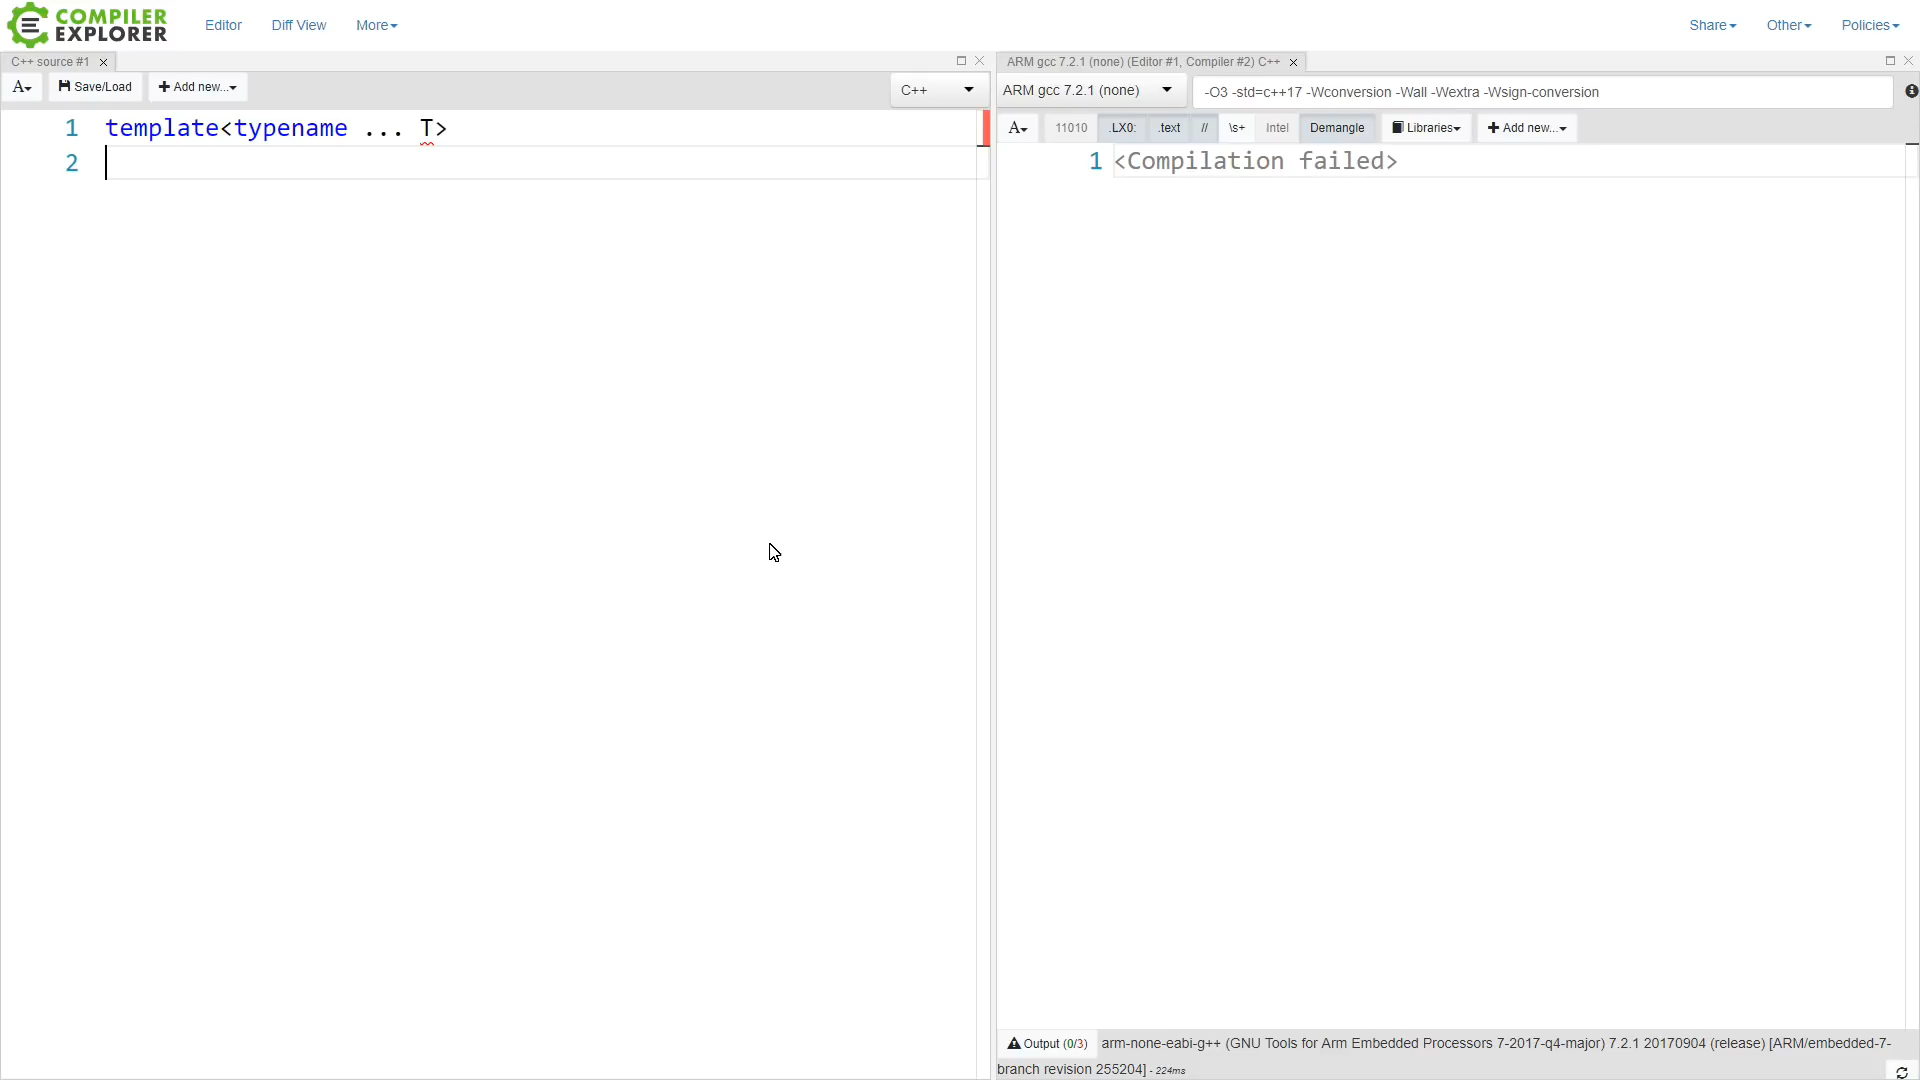 COMPILER
EXPLORER
Editor
Diff View
More
Share
Other
Policies
C++ source #1
A
Save/Load
Add new...
C++
1 template<typename ... T>
2
ARM gcc 7.2.1 (none) (Editor #1, Compiler #2) C++
ARM gcc 7.2.1 (none)
-O3 -std=c++17 -Wconversion -Wall -Wextra -Wsign-conversion
A
11010
.LX0:
.text
//
\s+
Intel
Demangle
Libraries
Add new...
1 <Compilation failed>
Output (0/3) arm-none-eabi-g++ (GNU Tools for Arm Embedded Processors 7-2017-q4-major) 7.2.1 20170904 (release) [ARM/embedded-7-
branch revision 255204] - 224ms